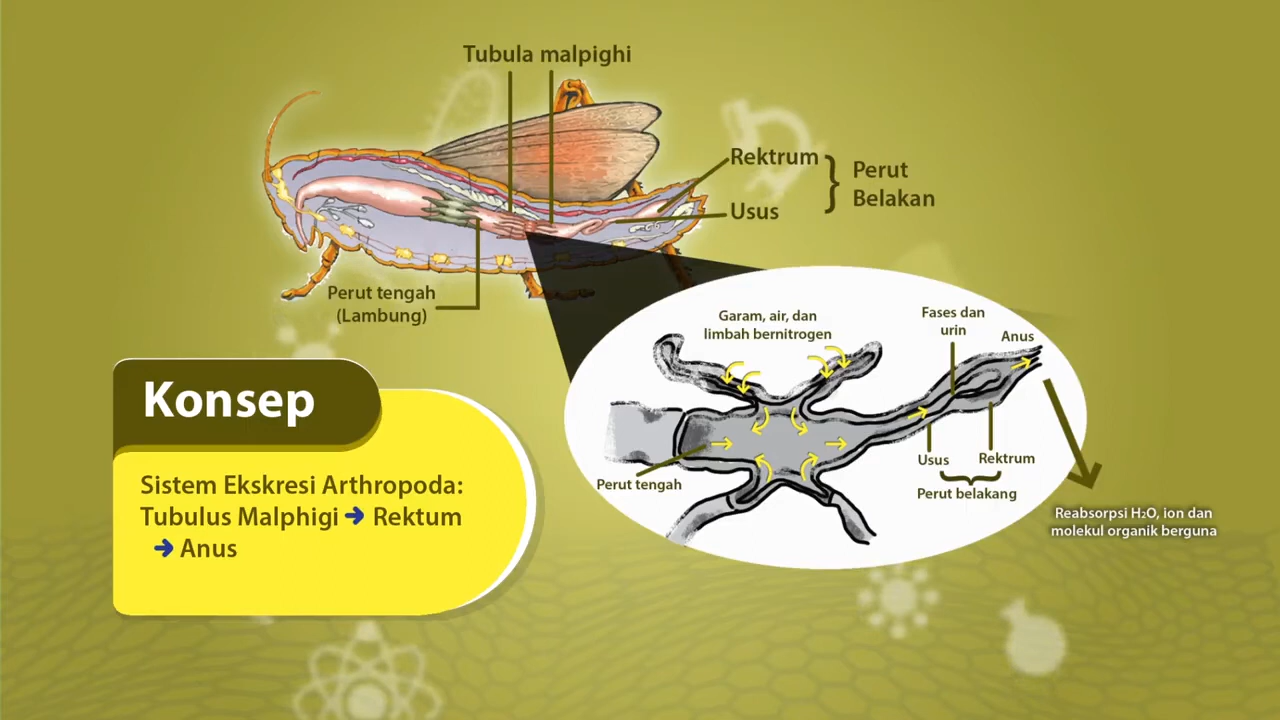 Tubula malpighi
Rektrum
Usus
Perut
Belakan
Perut tengah
(Lambung)
Konsep
Sistem Ekskresi Arthropoda:
Tubulus Malphigi ➔ Rektum
➔ Anus
Garam, air, dan
limbah bernitrogen
Fases dan
urin
Anus
Perut tengah
Usus
Rektrum
Perut belakang
Reabsorpsi H₂O, ion dan
molekul organik berguna